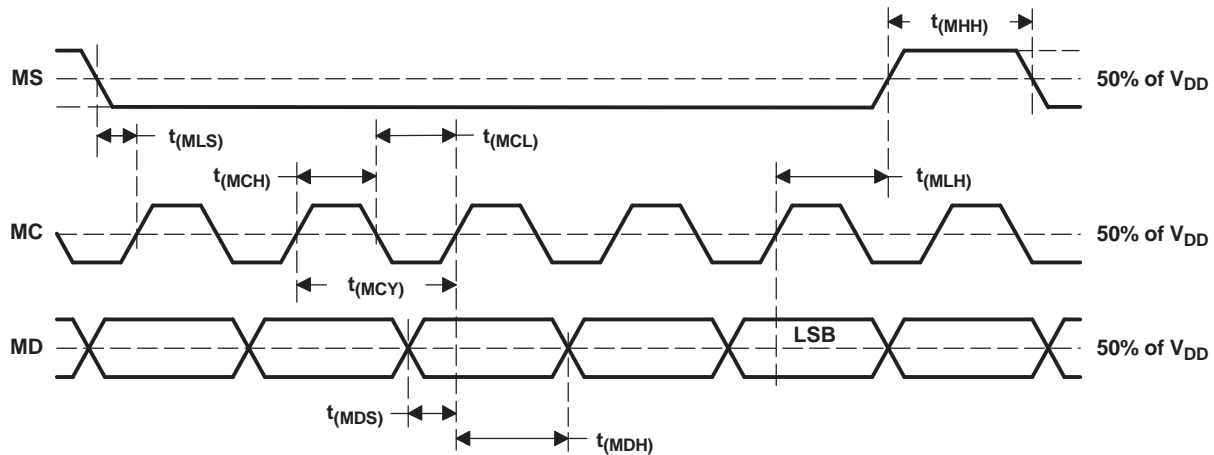 t(MHH)
MS
50% of VDD
t(MLS)
t(MCL)
t(MCH)
t(MLH)
MC
50% of VDD
t(MCY)
LSB
MD
50% of VDD
t(MDS)
t(MDH)